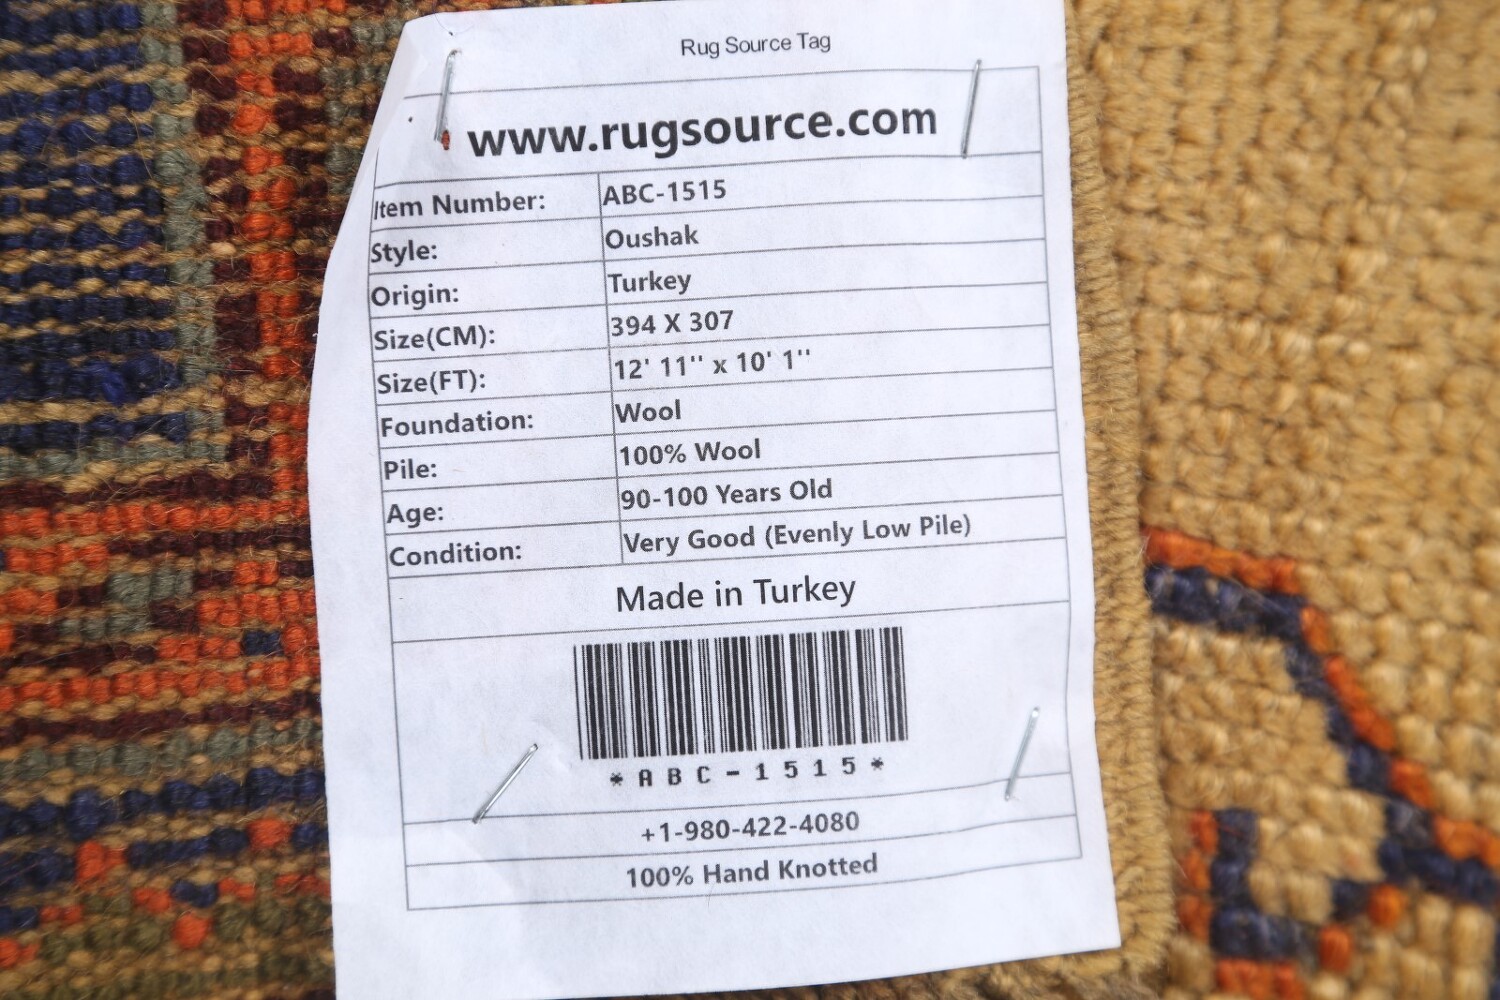 Rug Source Tag
www.rugsource.com
Item Number: ABC-1515
Style: Oushak
Origin: Turkey
Size(CM): 394 X 307
Size(FT): 12' 11'' x 10' 1''
Foundation: Wool
Pile: 100% Wool
Age: 90-100 Years Old
Condition: Very Good (Evenly Low Pile)
Made in Turkey
*ABC-1515*
+1-980-422-4080
100% Hand Knotted